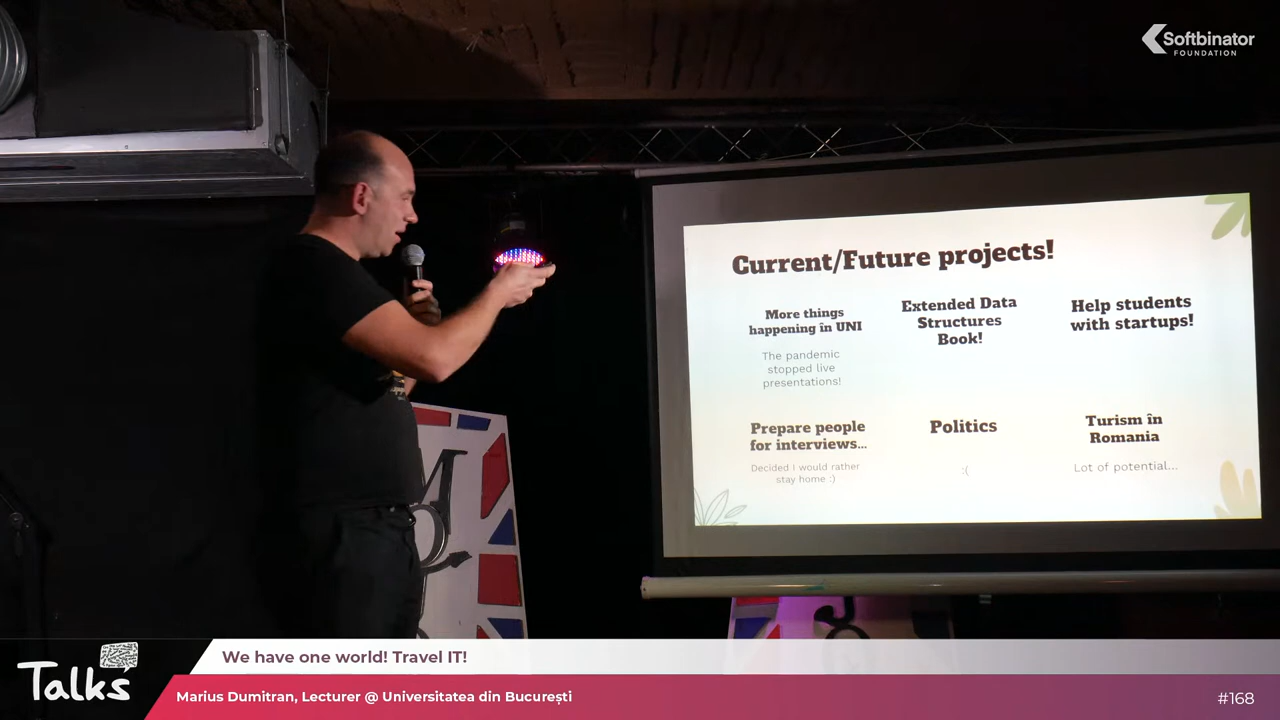 Softbinator
FOUNDATION
Current/Future projects!
More things
happening în UNI
The pandemic
stopped live
presentations!
Extended Data
Structures
Book!
Help students
with startups!
Prepare people
for interviews...
Decided I would rather
stay home :)
Politics
:(
Turism în
Romania
Lot of potential...
We have one world! Travel IT!
Talks
Marius Dumitran, Lecturer @ Universitatea din București
#168